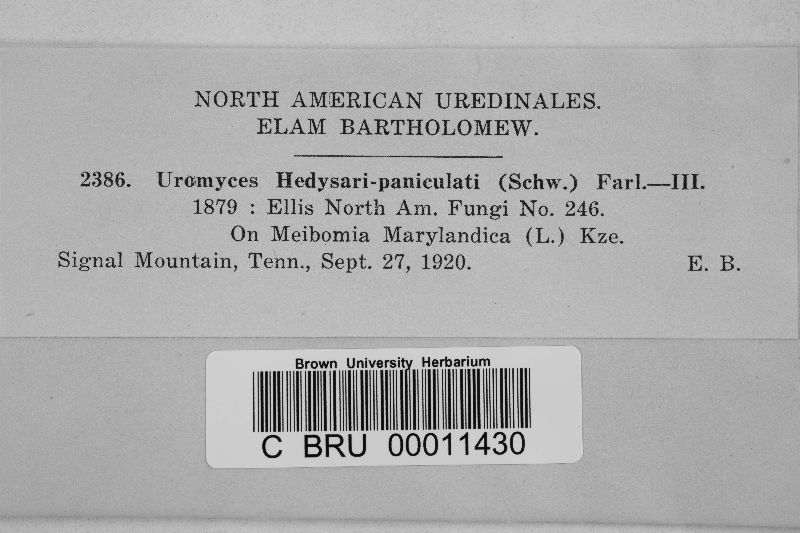 NORTH AMERICAN UREDINALES.
ELAM BARTHOLOMEW.
2386. Uromyces Hedysari-paniculati (Schw.) Farl.—III.
1879 : Ellis North Am. Fungi No. 246.
On Meibomia Marylandica (L.) Kze.
Signal Mountain, Tenn., Sept. 27, 1920. E. B.
Brown University Herbarium
C BRU 00011430